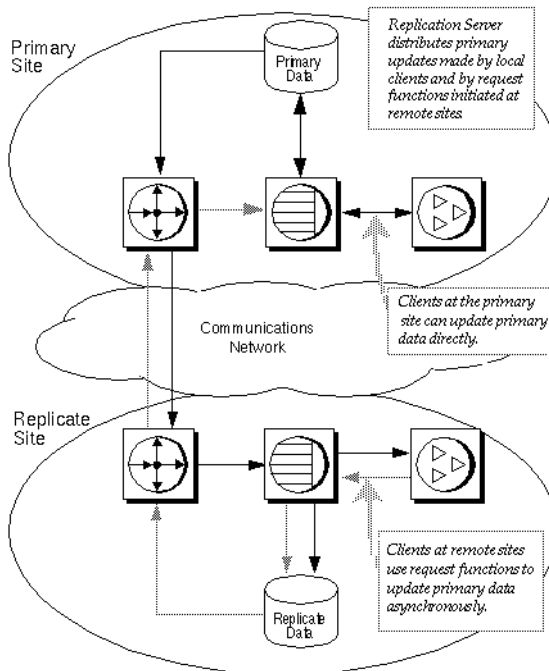 Primary
Site
Primary
Data
Replication Server
distributes primary
updates made by local
clients and by request
functions initiated at
remote sites.
Clients at the primary
site can update primary
data directly.
Communications
Network
Replicate
Site
Clients at remote sites
use request functions to
update primary data
asynchronously.
Replicate
Data